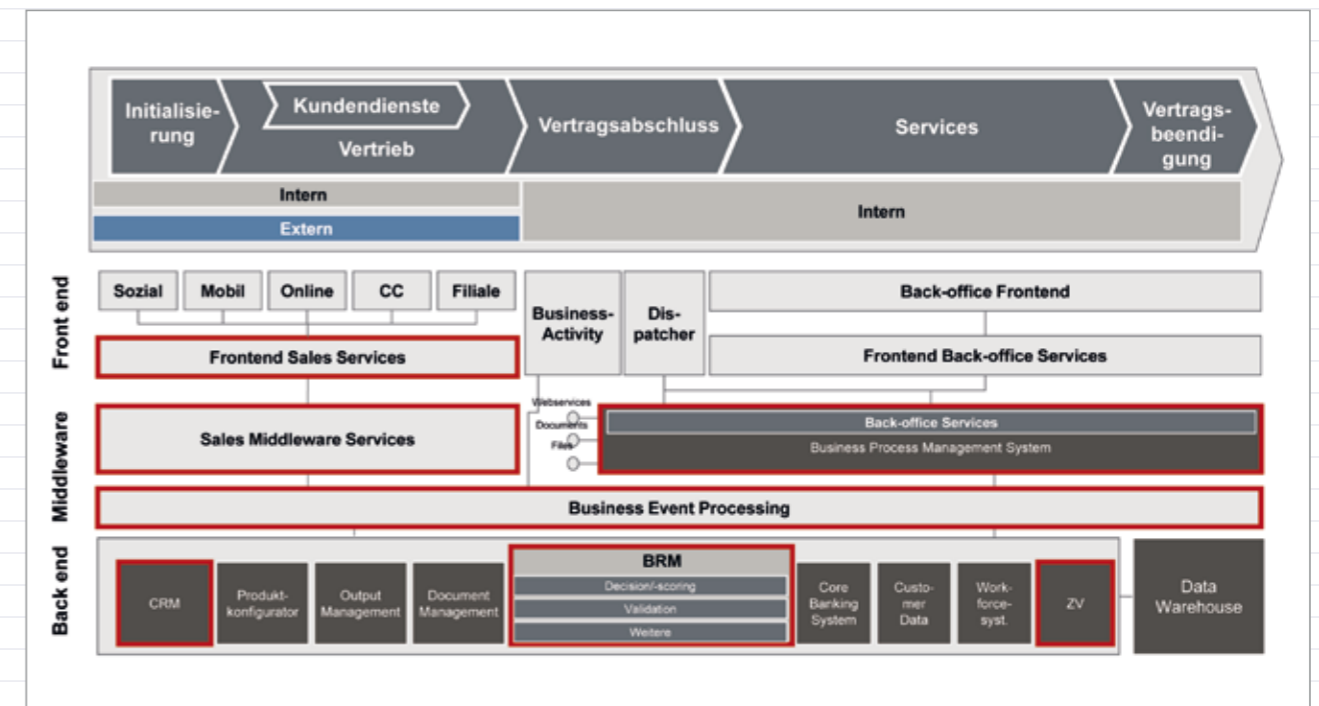 Initialisie-
rung
Kundendienste
Vertrieb
Vertragsabschluss
Services
Vertrags-
beendi-
gung
Intern
Extern
Intern
Front end
Sozial
Mobil
Online
CC
Filiale
Business-
Activity
Dis-
patcher
Back-office Frontend
Frontend Sales Services
Frontend Back-office Services
Middleware
Sales Middleware Services
Webservices
Documents
Files
Back-office Services
Business Process Management System
Business Event Processing
Back end
CRM
Produkt-
konfigurator
Output
Management
Document
Management
BRM
Decision/-scoring
Validation
Weitere
Core
Banking
System
Custo-
mer
Data
Work-
force-
syst.
ZV
Data
Warehouse